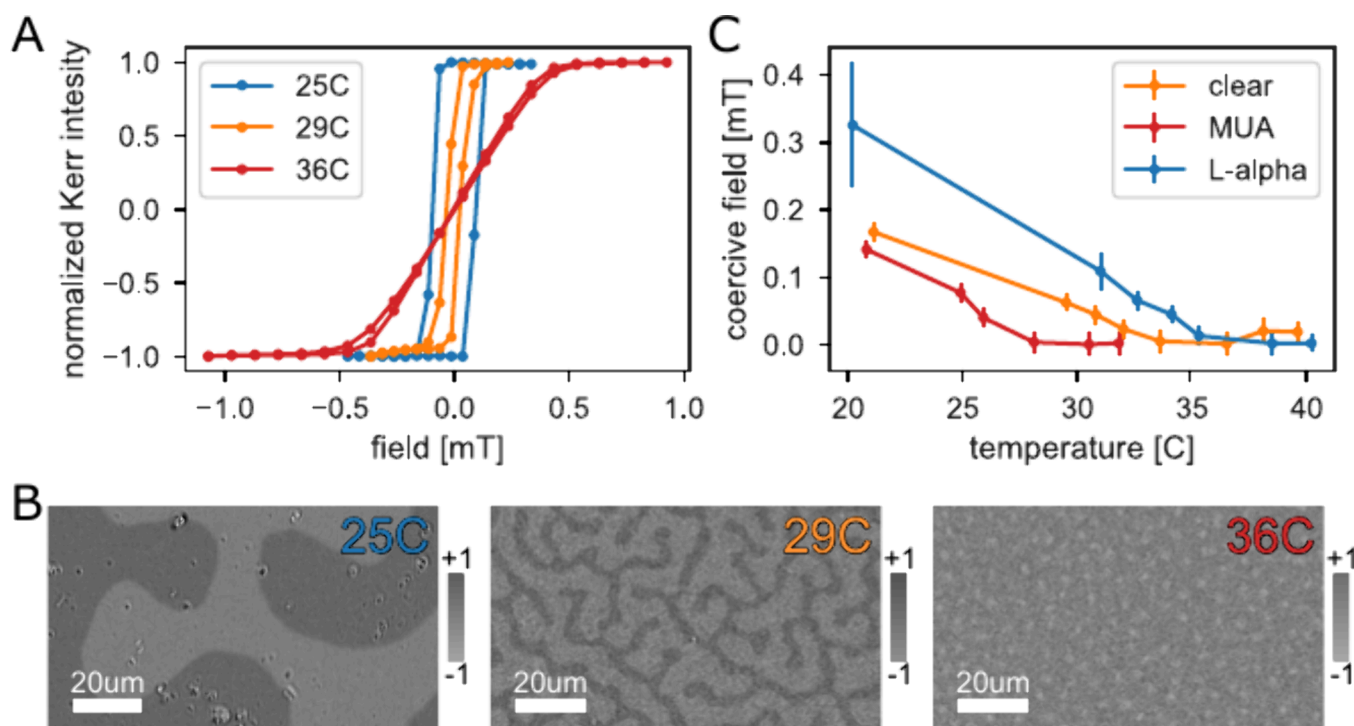 A
normalized Kerr intesity
1.0
0.5
0.0
−0.5
−1.0
25C
29C
36C
−1.0
−0.5
0.0
0.5
1.0
field [mT]
C
coercive field [mT]
0.4
0.3
0.2
0.1
0.0
clear
MUA
L-alpha
20
25
30
35
40
temperature [C]
B
25C
+1
-1
20um
29C
+1
-1
20um
36C
+1
-1
20um